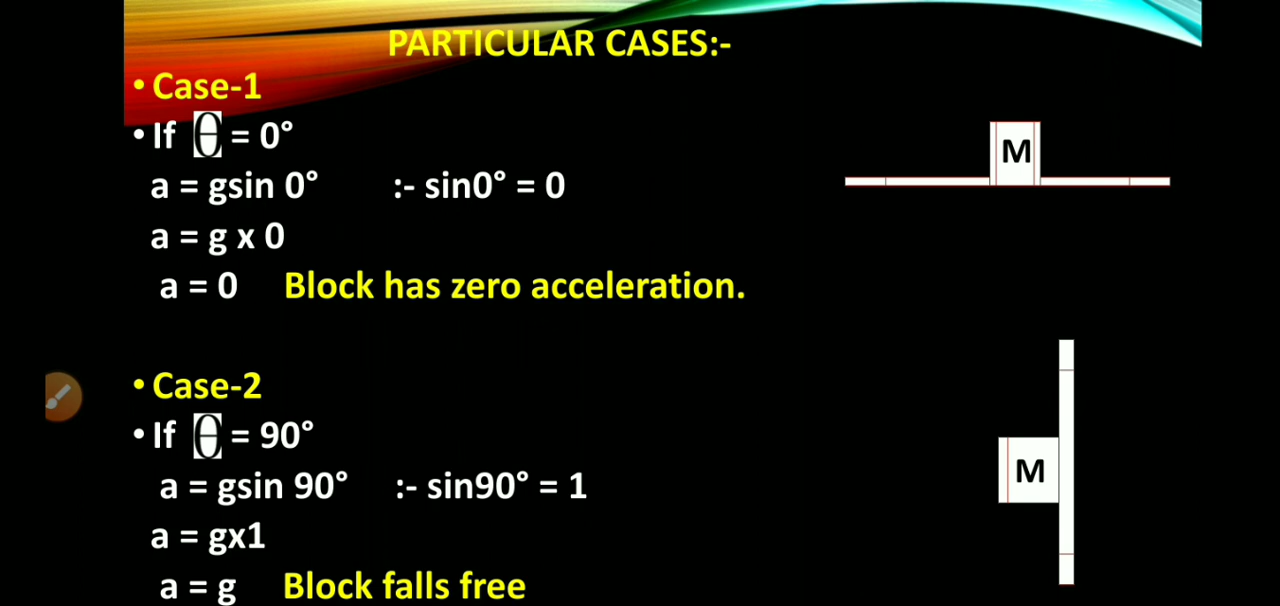 PARTICULAR CASES:-
• Case-1
• If θ = 0°
a = gsin 0° :- sin0° = 0
a = g x 0
a = 0 Block has zero acceleration.
M
• Case-2
• If θ = 90°
a = gsin 90° :- sin90° = 1
a = gx1
a = g Block falls free
M